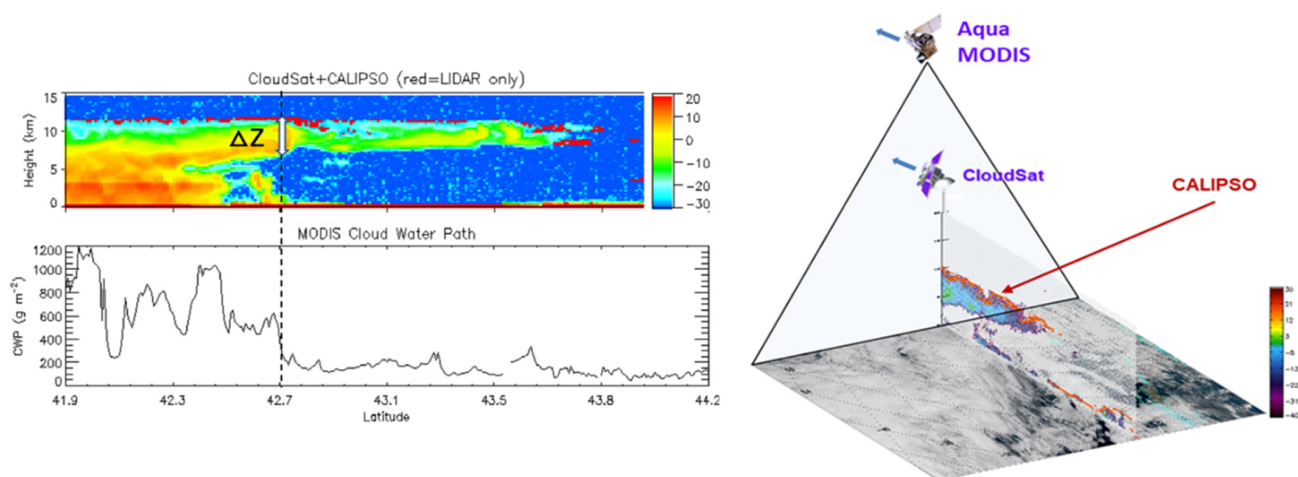 CloudSat+CALIPSO (red=LIDAR only)
15
10
5
0
Height (km)
ΔZ
20
10
0
-10
-20
-30
MODIS Cloud Water Path
1200
1000
800
600
400
200
0
CWP (g m⁻²)
41.9 42.3 42.7 43.1 43.5 43.8 44.2
Latitude
Aqua
MODIS
CloudSat
CALIPSO